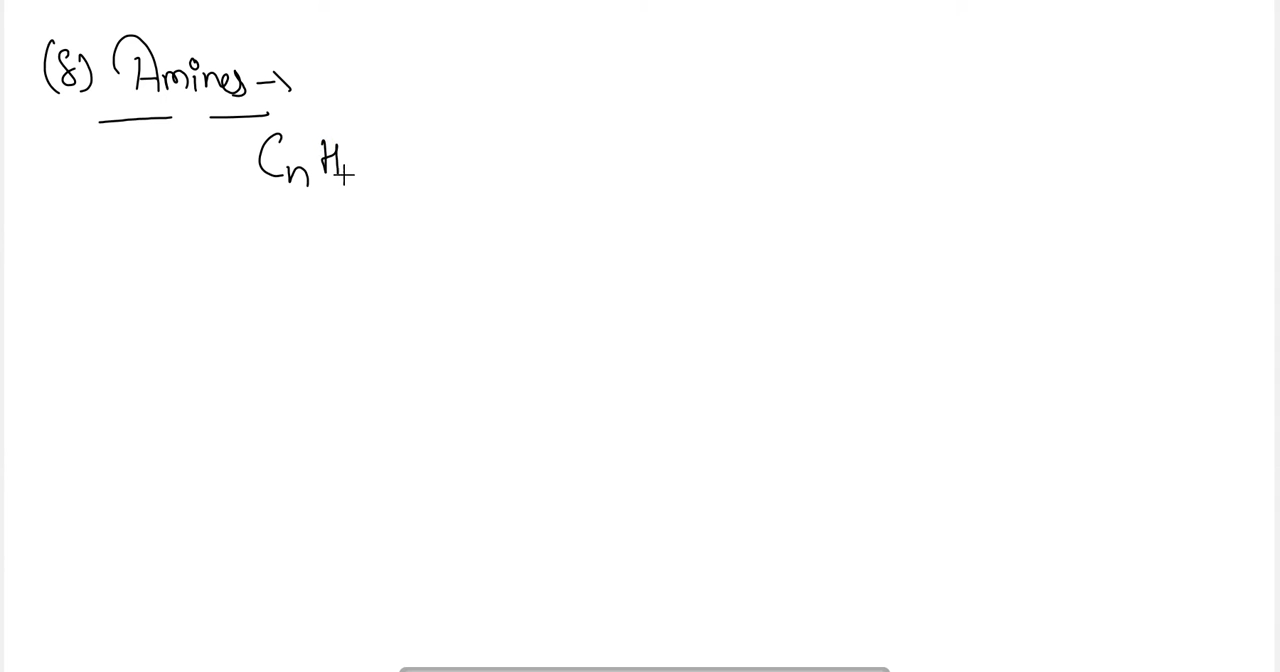 (8) Amines →
CnH